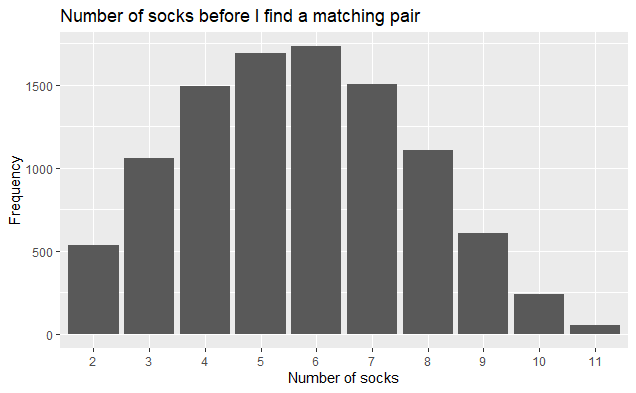 Number of socks before I find a matching pair
Frequency
1500
1000
500
0
2 3 4 5 6 7 8 9 10 11
Number of socks